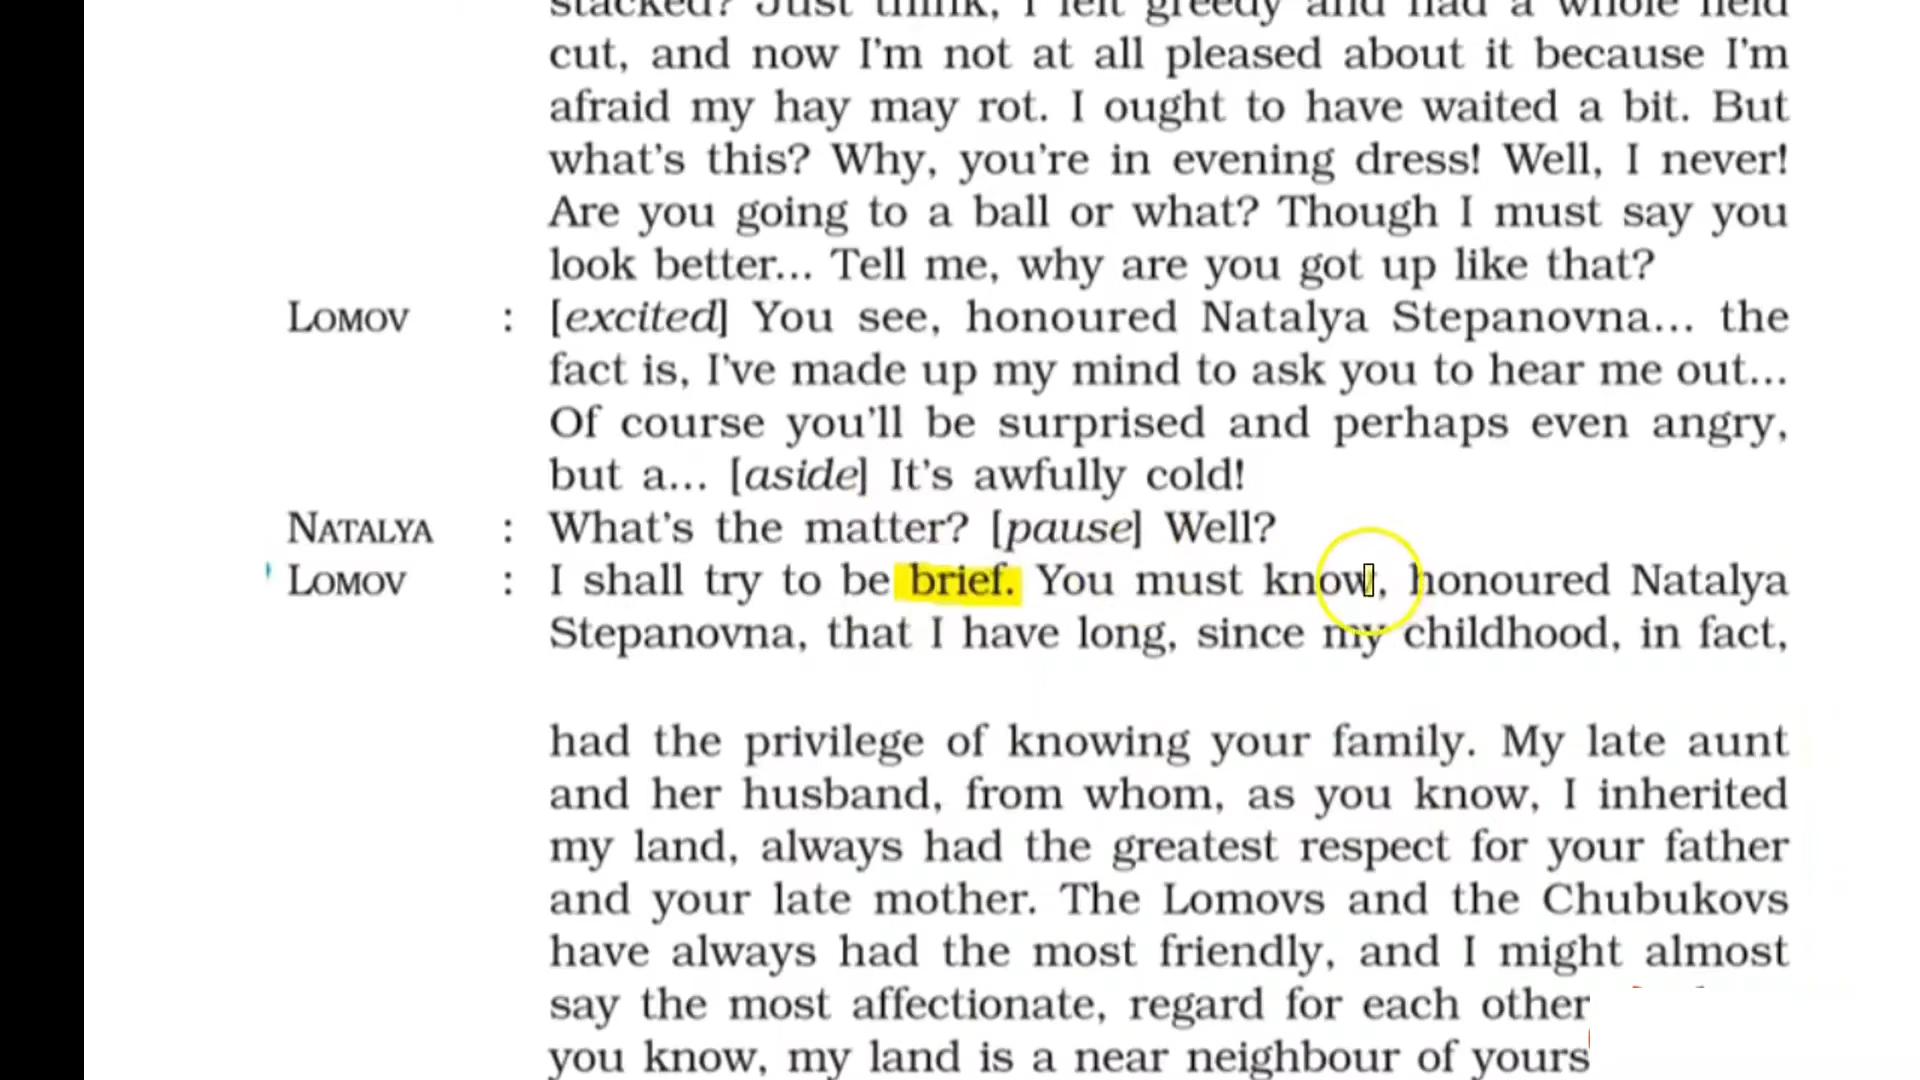 stacked? Just think, I felt greedy and had a whole field
cut, and now I'm not at all pleased about it because I'm
afraid my hay may rot. I ought to have waited a bit. But
what's this? Why, you're in evening dress! Well, I never!
Are you going to a ball or what? Though I must say you
look better... Tell me, why are you got up like that?
LOMOV : [excited] You see, honoured Natalya Stepanovna... the
fact is, I've made up my mind to ask you to hear me out...
Of course you'll be surprised and perhaps even angry,
but a... [aside] It's awfully cold!
NATALYA : What's the matter? [pause] Well?
LOMOV : I shall try to be brief. You must know, honoured Natalya
Stepanovna, that I have long, since my childhood, in fact,
had the privilege of knowing your family. My late aunt
and her husband, from whom, as you know, I inherited
my land, always had the greatest respect for your father
and your late mother. The Lomovs and the Chubukovs
have always had the most friendly, and I might almost
say the most affectionate, regard for each other
you know, my land is a near neighbour of yours